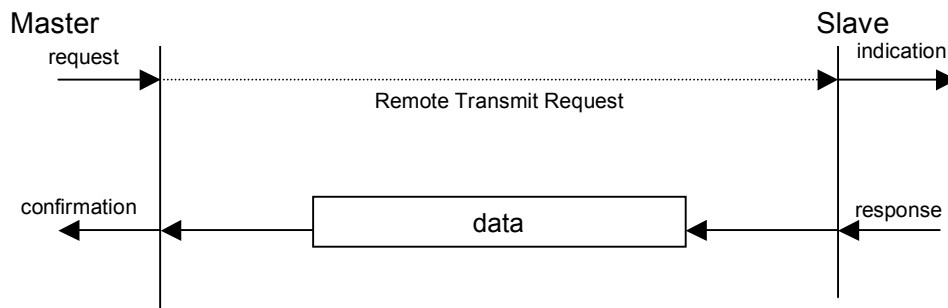 Master
Slave
request
indication
Remote Transmit Request
confirmation
data
response